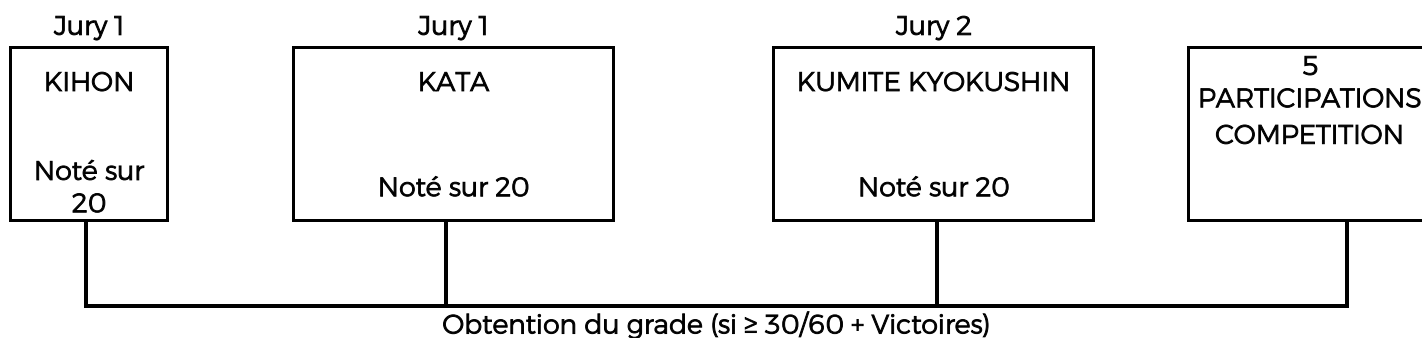 Jury 1
KIHON
Noté sur
20
Jury 1
KATA
Noté sur 20
Jury 2
KUMITE KYOKUSHIN
Noté sur 20
5
PARTICIPATIONS
COMPETITION
Obtention du grade (si ≥ 30/60 + Victoires)